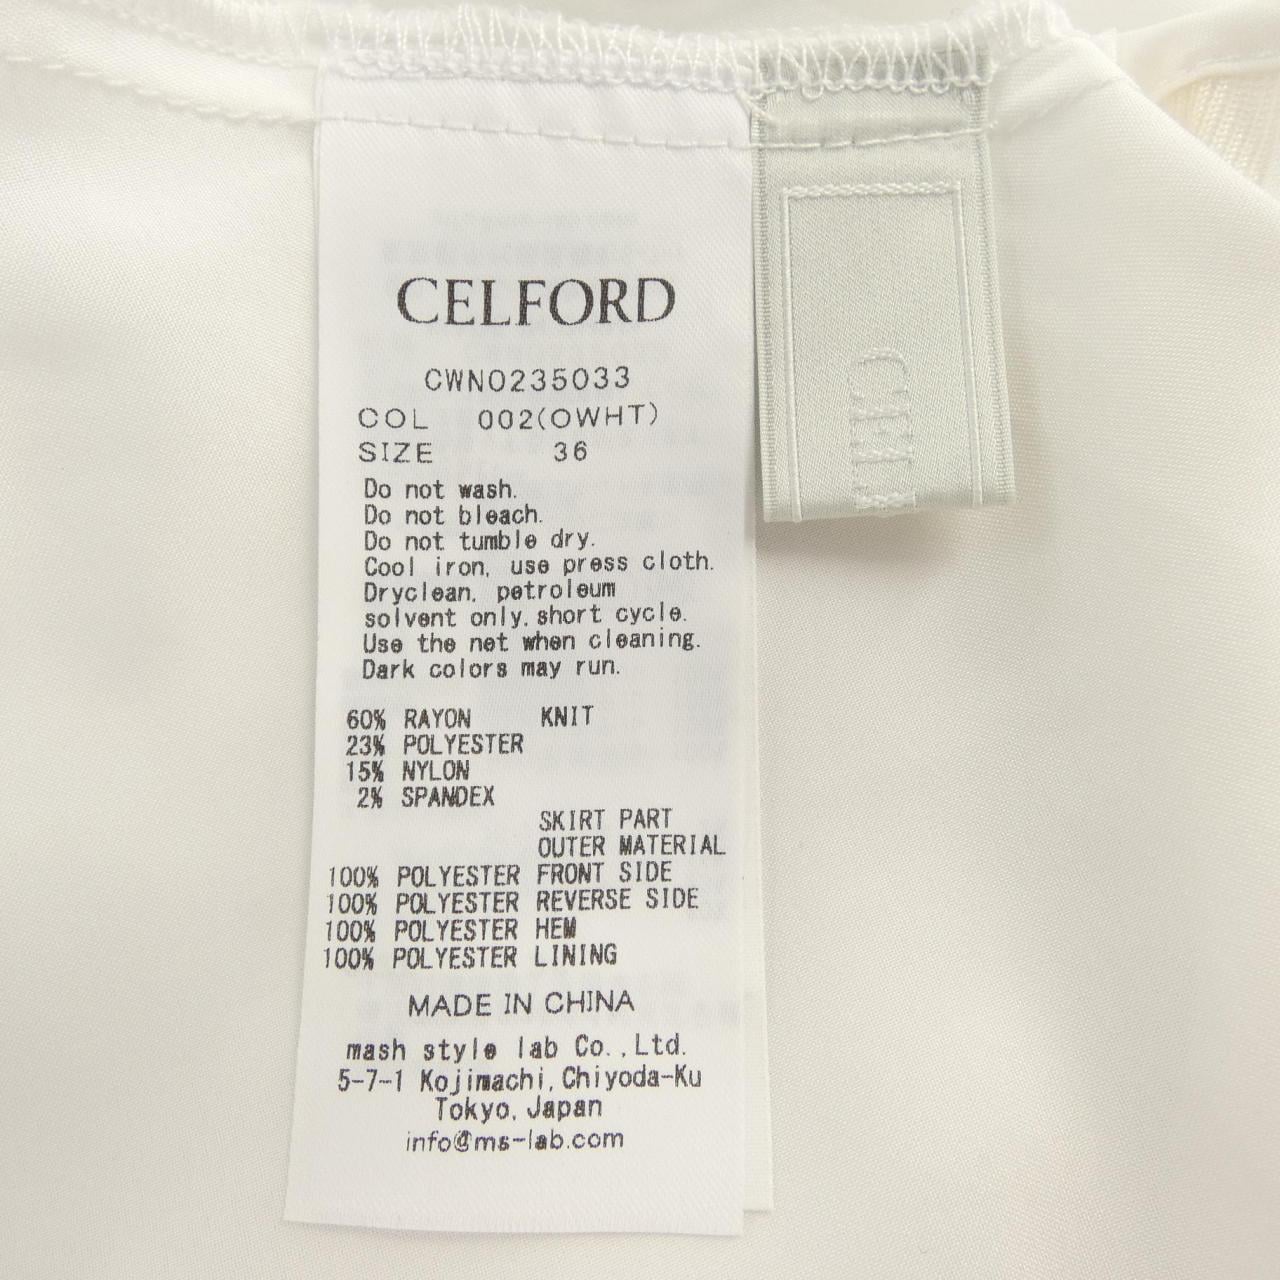 CELFORD
CWNO235033
COL 002(OWHT)
SIZE 36
Do not wash.
Do not bleach.
Do not tumble dry.
Cool iron, use press cloth.
Dryclean, petroleum
solvent only,short cycle.
Use the net when cleaning.
Dark colors may run.
60% RAYON KNIT
23% POLYESTER
15% NYLON
2% SPANDEX
SKIRT PART
OUTER MATERIAL
100% POLYESTER FRONT SIDE
100% POLYESTER REVERSE SIDE
100% POLYESTER HEM
100% POLYESTER LINING
MADE IN CHINA
mash style lab Co.,Ltd.
5-7-1 Kojimachi,Chiyoda-Ku
Tokyo,Japan
info@ms-lab.com